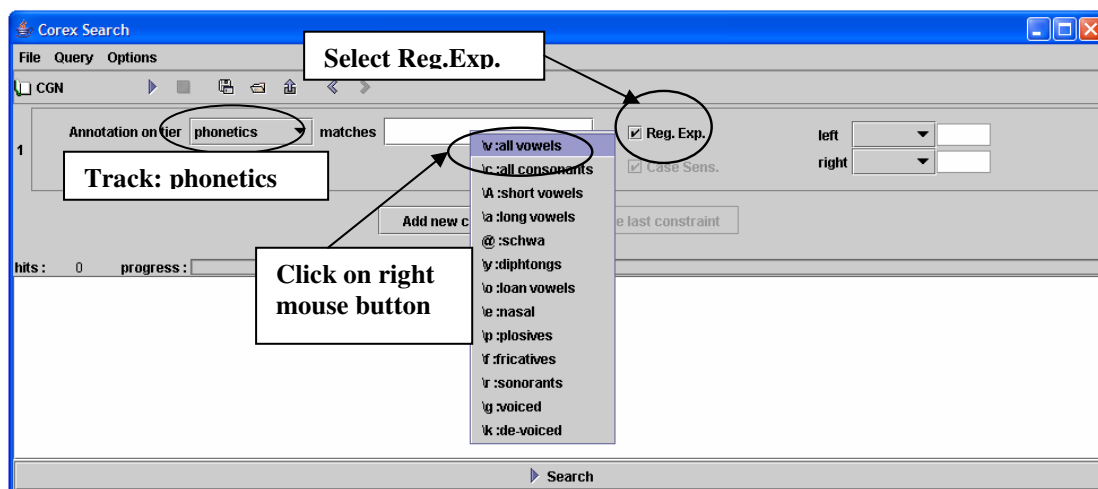 Corex Search
File Query Options
Select Reg.Exp.
CGN
1
Annotation on tier phonetics matches
Reg. Exp.
left
Case Sens.
right
Track: phonetics
\v :all vowels
\c :all consonants
\A :short vowels
\a :long vowels
@ :schwa
\y :diphtongs
\o :loan vowels
\e :nasal
\p :plosives
\f :fricatives
\r :sonorants
\g :voiced
\k :de-voiced
Add new c
e last constraint
hits : 0 progress :
Click on right
mouse button
Search